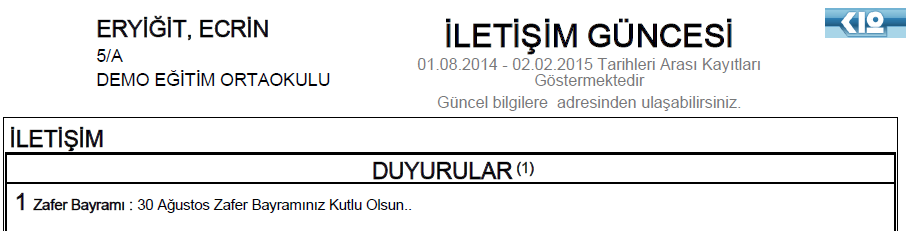 ERYİĞİT, ECRİN
5/A
DEMO EĞİTİM ORTAOKULU
İLETİŞİM GÜNCESİ
01.08.2014 - 02.02.2015 Tarihleri Arası Kayıtları
Göstermektedir
Güncel bilgilere adresinden ulaşabilirsiniz.
K12
İLETİŞİM
DUYURULAR (1)
1 Zafer Bayramı : 30 Ağustos Zafer Bayramınız Kutlu Olsun..